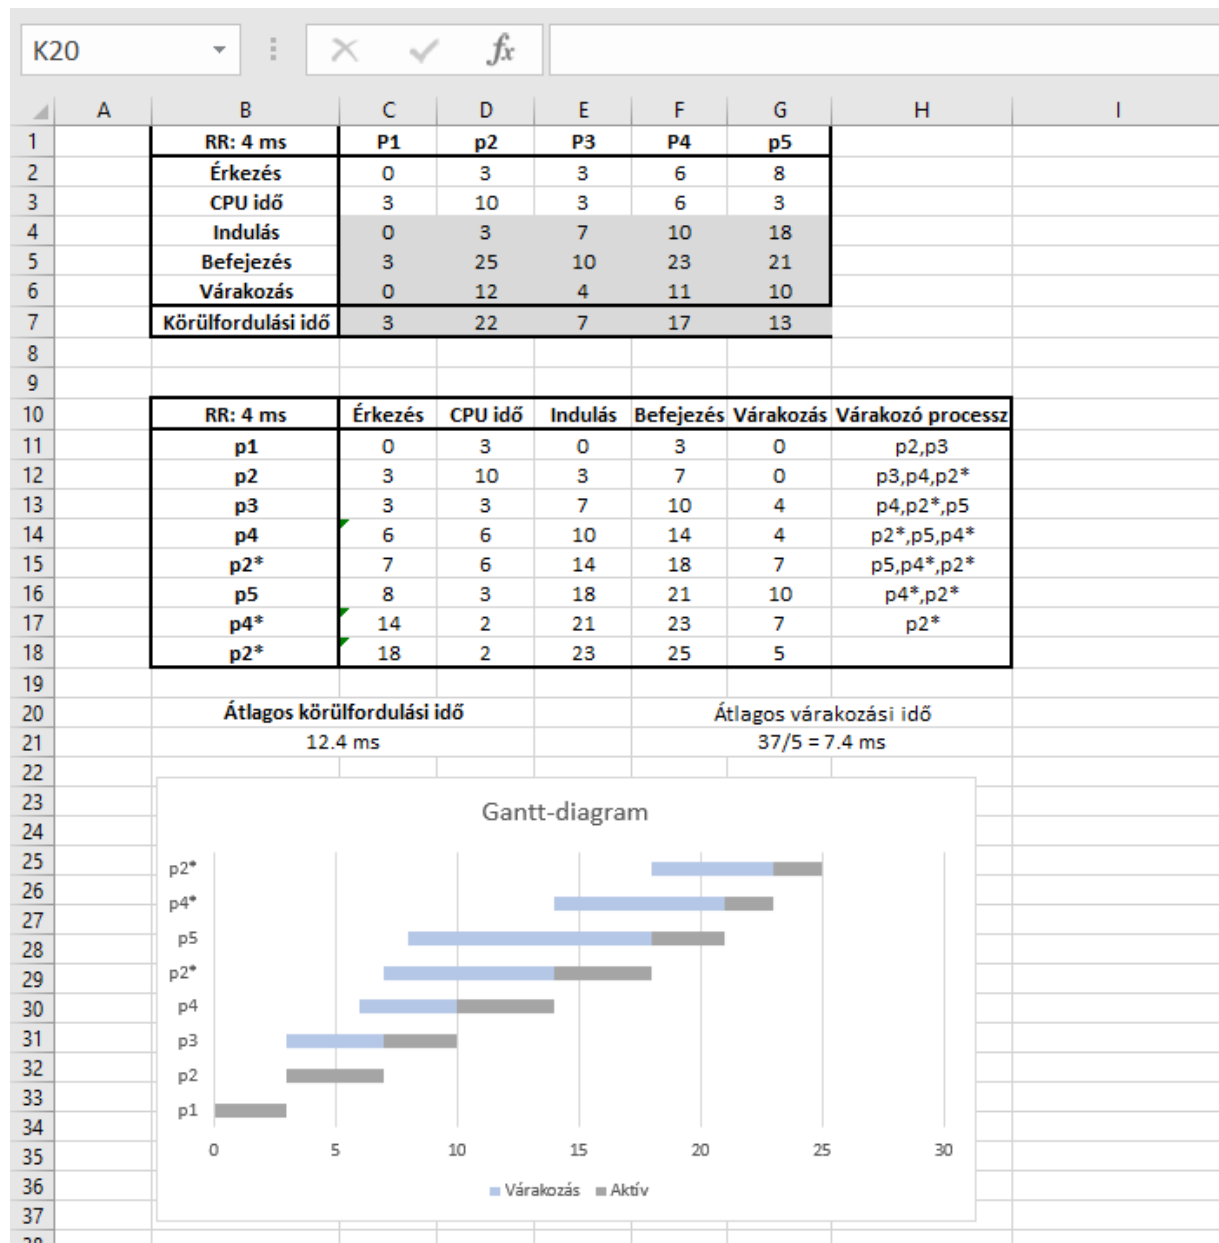 K20 fx
A B C D E F G H I
1 RR: 4 ms P1 p2 P3 P4 p5
2 Érkezés 0 3 3 6 8
3 CPU idő 3 10 3 6 3
4 Indulás 0 3 7 10 18
5 Befejezés 3 25 10 23 21
6 Várakozás 0 12 4 11 10
7 Körülfordulási idő 3 22 7 17 13
8
9
10 RR: 4 ms Érkezés CPU idő Indulás Befejezés Várakozás Várakozó processz
11 p1 0 3 0 3 0 p2,p3
12 p2 3 10 3 7 0 p3,p4,p2*
13 p3 3 3 7 10 4 p4,p2*,p5
14 p4 6 6 10 14 4 p2*,p5,p4*
15 p2* 7 6 14 18 7 p5,p4*,p2*
16 p5 8 3 18 21 10 p4*,p2*
17 p4* 14 2 21 23 7 p2*
18 p2* 18 2 23 25 5
19
20 Átlagos körülfordulási idő Átlagos várakozási idő
21 12.4 ms 37/5 = 7.4 ms
22
23 Gantt-diagram
24
25 p2*
26 p4*
27
28 p5
29 p2*
30 p4
31 p3
32 p2
33
34 p1
35 0 5 10 15 20 25 30
36 Várakozás Aktív
37
38